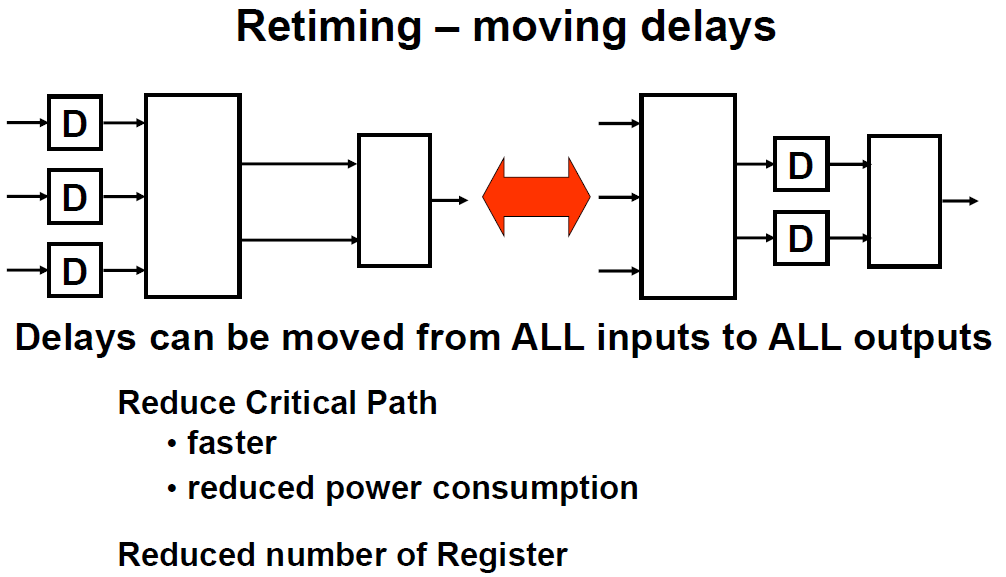 Retiming – moving delays
D
D
D
D
D
Delays can be moved from ALL inputs to ALL outputs
Reduce Critical Path
• faster
• reduced power consumption
Reduced number of Register